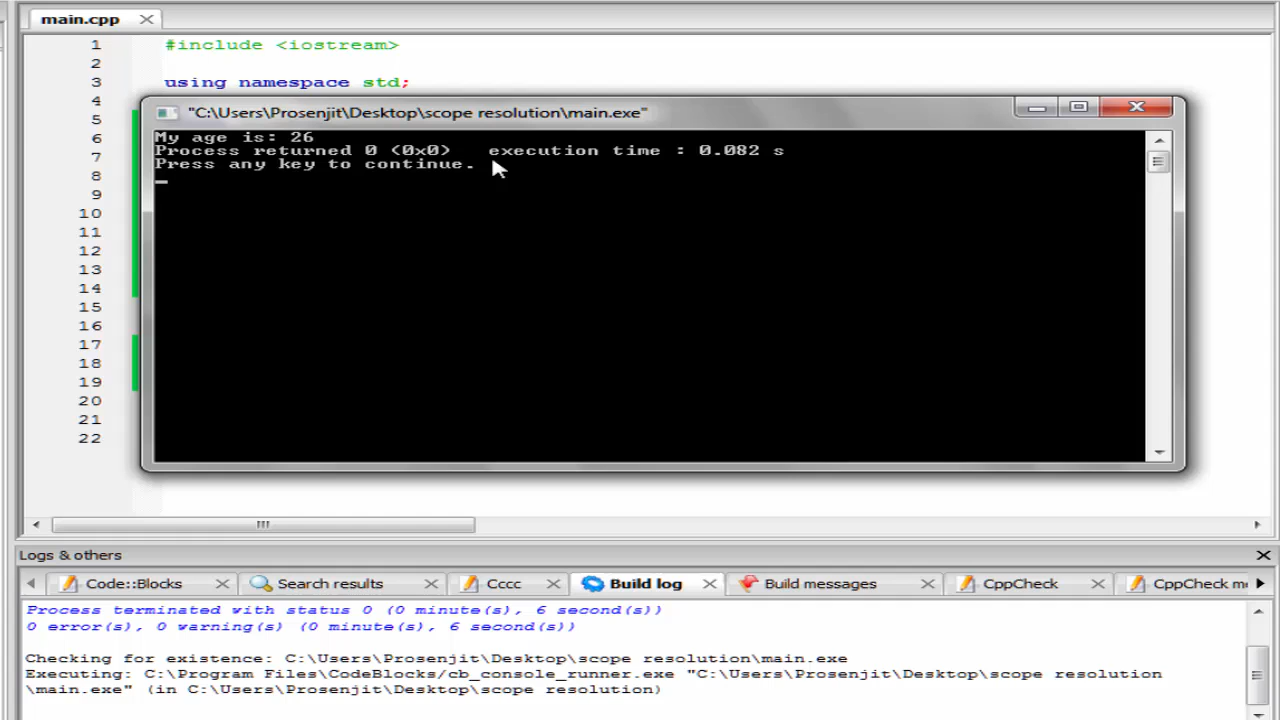 main.cpp
1 #include <iostream>
2
3 using namespace std;
4
5
6
7
8
9
10
11
12
13
14
15
16
17
18
19
20
21
22
"C:\Users\Prosenjit\Desktop\scope resolution\main.exe"
My age is: 26
Process returned 0 (0x0)   execution time : 0.082 s
Press any key to continue.
Logs & others
Code::Blocks Search results Cccc Build log Build messages CppCheck CppCheck me
Process terminated with status 0 (0 minute(s), 6 second(s))
0 error(s), 0 warning(s) (0 minute(s), 6 second(s))
Checking for existence: C:\Users\Prosenjit\Desktop\scope resolution\main.exe
Executing: C:\Program Files\CodeBlocks/cb_console_runner.exe "C:\Users\Prosenjit\Desktop\scope resolution
\main.exe" (in C:\Users\Prosenjit\Desktop\scope resolution)